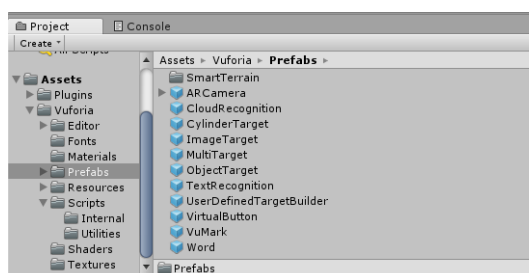 Project
Console
Create
Assets
Plugins
Vuforia
Editor
Fonts
Materials
Prefabs
Resources
Scripts
Internal
Utilities
Shaders
Textures
Assets Vuforia Prefabs
SmartTerrain
ARCamera
CloudRecognition
CylinderTarget
ImageTarget
MultiTarget
ObjectTarget
TextRecognition
UserDefinedTargetBuilder
VirtualButton
VuMark
Word
Prefabs